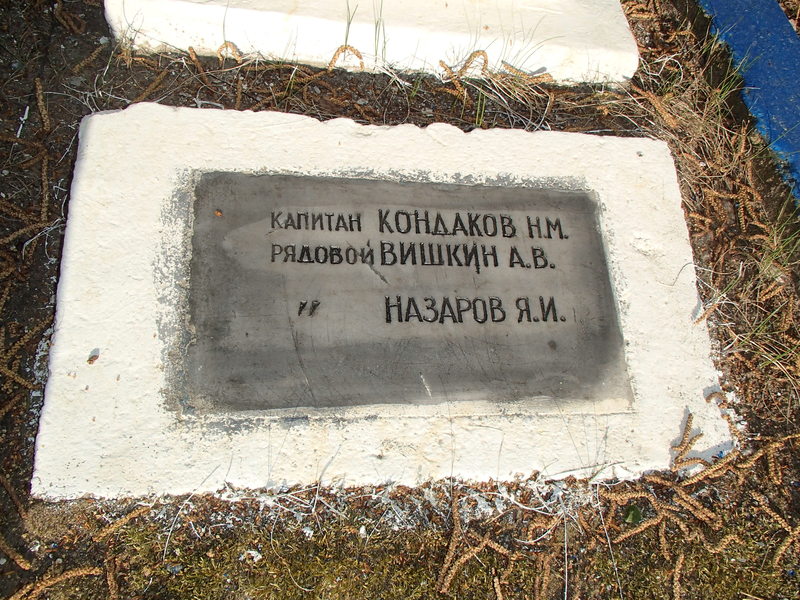 КАПИТАН КОНДАКОВ Н.М.
РЯДОВОЙ ВИШКИН А.В.
" НАЗАРОВ Я.И.